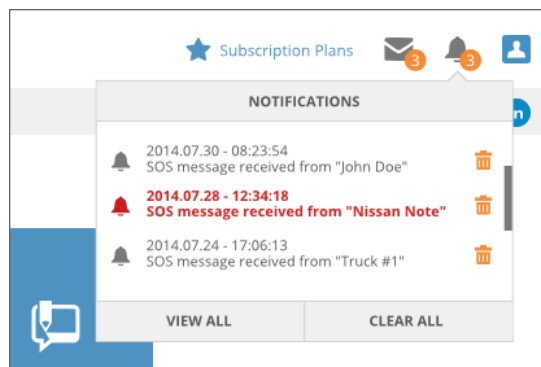 Subscription Plans
3
3
NOTIFICATIONS
n
2014.07.30 - 08:23:54
SOS message received from "John Doe"
2014.07.28 - 12:34:18
SOS message received from "Nissan Note"
2014.07.24 - 17:06:13
SOS message received from "Truck #1"
VIEW ALL
CLEAR ALL